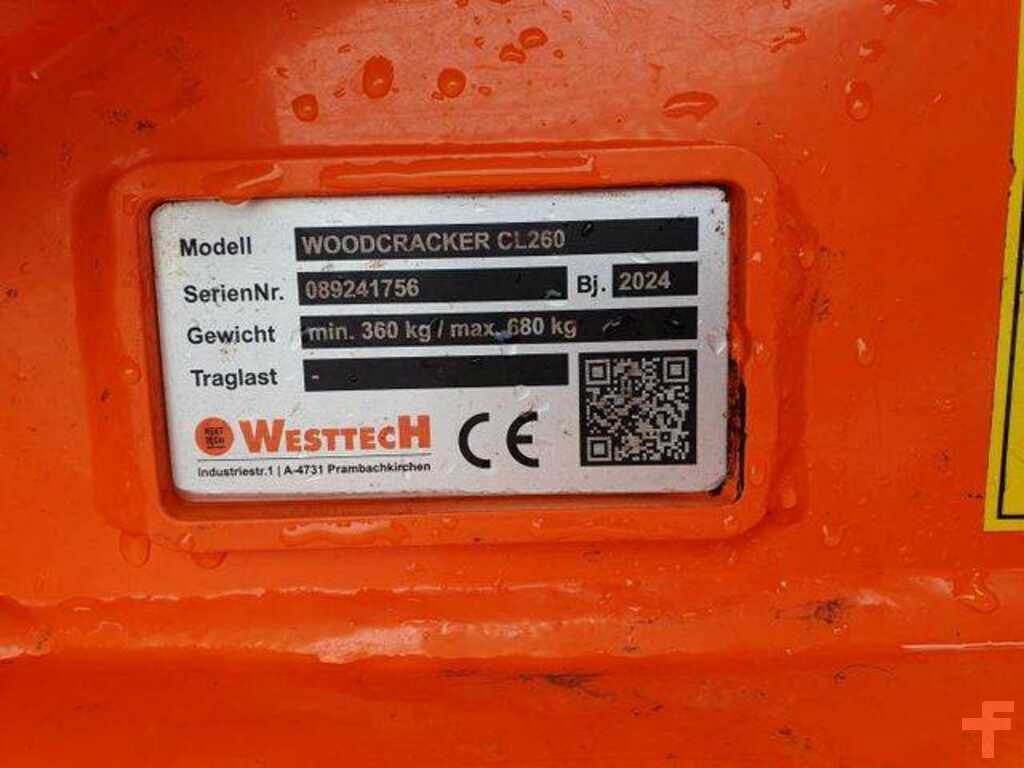 Modell WOODCRACKER CL260
SerienNr. 089241756 Bj. 2024
Gewicht min. 360 kg / max. 680 kg
Traglast -
WESTTECH
Industriestr.1 | A-4731 Prambachkirchen
CE